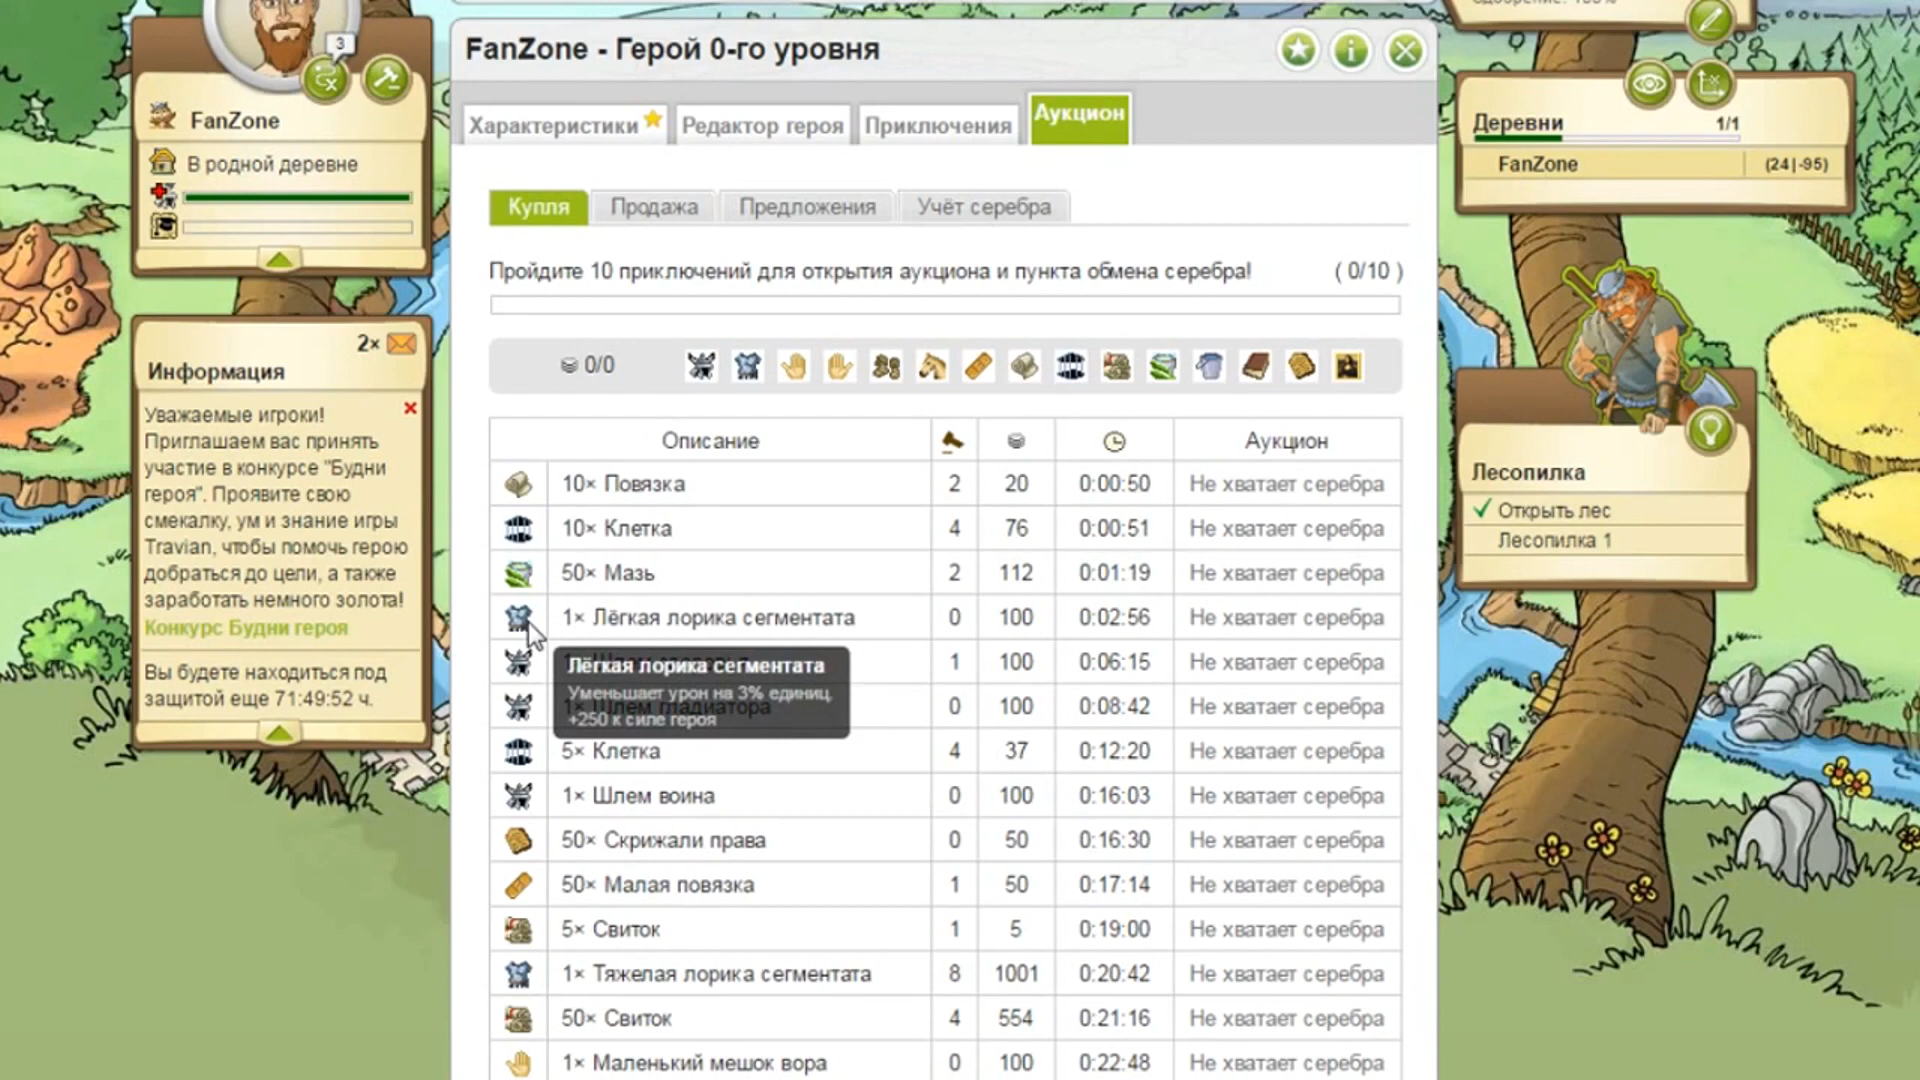 3
FanZone
В родной деревне
2×
Информация
Уважаемые игроки!
Приглашаем вас принять
участие в конкурсе "Будни
героя". Проявите свою
смекалку, ум и знание игры
Travian, чтобы помочь герою
добраться до цели, а также
заработать немного золота!
Конкурс Будни героя
Вы будете находиться под
защитой еще 71:49:52 ч.
FanZone - Герой 0-го уровня
Характеристики Редактор героя Приключения Аукцион
Купля Продажа Предложения Учёт серебра
Пройдите 10 приключений для открытия аукциона и пункта обмена серебра! ( 0/10 )
0/0
Описание Аукцион
10× Повязка 2 20 0:00:50 Не хватает серебра
10× Клетка 4 76 0:00:51 Не хватает серебра
50× Мазь 2 112 0:01:19 Не хватает серебра
1× Лёгкая лорика сегментата 0 100 0:02:56 Не хватает серебра
1 100 0:06:15 Не хватает серебра
1× Шлем гладиатора 0 100 0:08:42 Не хватает серебра
Лёгкая лорика сегментата
Уменьшает урон на 3% единиц.
+250 к силе героя
5× Клетка 4 37 0:12:20 Не хватает серебра
1× Шлем воина 0 100 0:16:03 Не хватает серебра
50× Скрижали права 0 50 0:16:30 Не хватает серебра
50× Малая повязка 1 50 0:17:14 Не хватает серебра
5× Свиток 1 5 0:19:00 Не хватает серебра
1× Тяжелая лорика сегментата 8 1001 0:20:42 Не хватает серебра
50× Свиток 4 554 0:21:16 Не хватает серебра
1× Маленький мешок вора 0 100 0:22:48 Не хватает серебра
Деревни 1/1
FanZone (24|-95)
Лесопилка
Открыть лес
Лесопилка 1